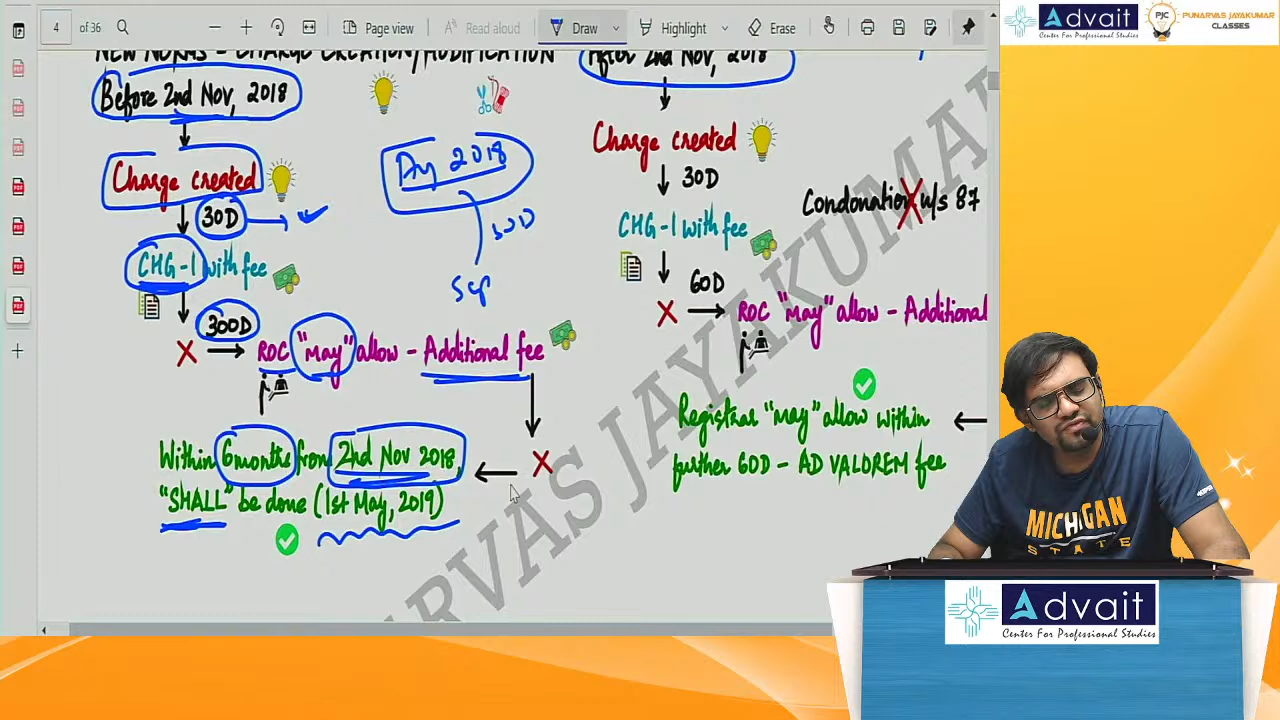 4 of 36
Page view
Read aloud
Draw
Highlight
Erase
Advait
Center For Professional Studies
PJC
PUNARVAS JAYAKUMAR
CLASSES
NEW NORMS - CHARGE CREATION/MODIFICATION
Before 2nd Nov, 2018
Charge created
30D
CHG-1 with fee
300D
ROC "may" allow - Additional fee
Within 6months from 2nd Nov 2018,
"SHALL" be done (1st May, 2019)
2018
Sep
After 2nd Nov, 2018
Charge created
30D
CHG-1 with fee
Condonation u/s 87
60D
ROC "may" allow - Additional
Registrar "may" allow within
further 60D - AD VALOREM fee
ARVAS JAYAKUMAR
MICHIGAN
STATE
Advait
Center For Professional Studies